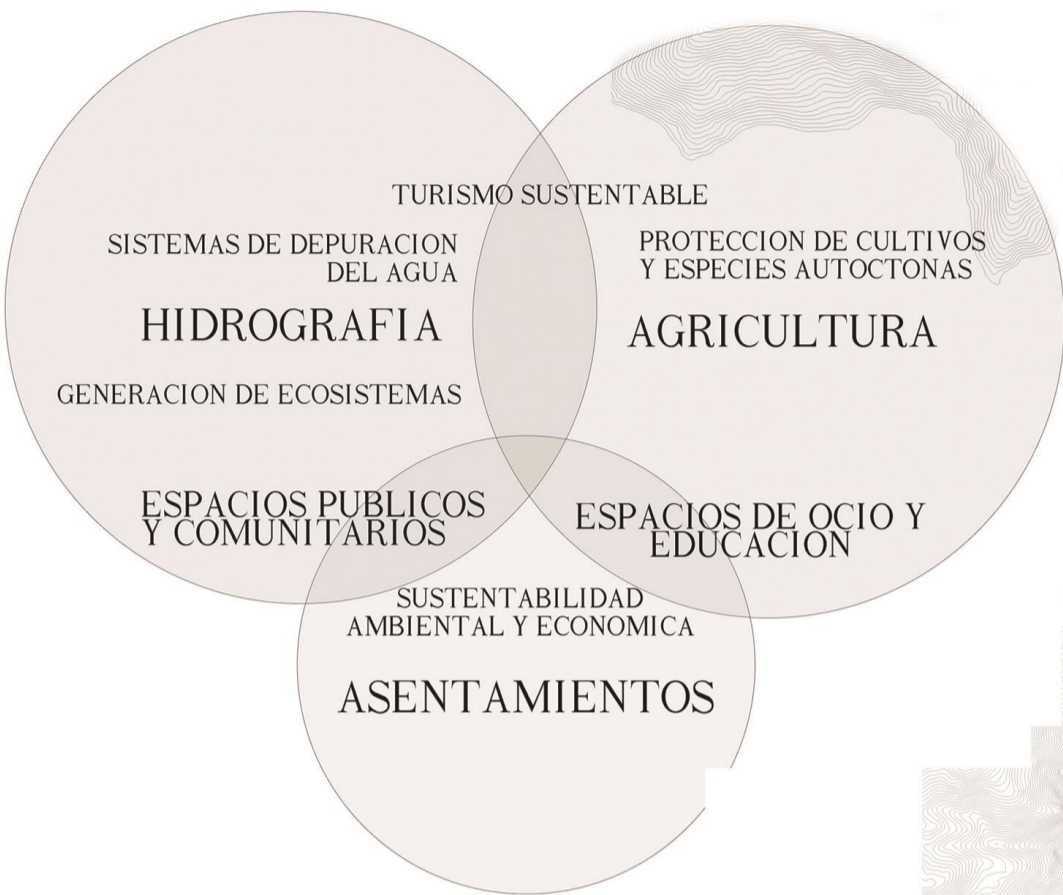 TURISMO SUSTENTABLE
SISTEMAS DE DEPURACION
DEL AGUA
HIDROGRAFIA
GENERACION DE ECOSISTEMAS
PROTECCION DE CULTIVOS
Y ESPECIES AUTOCTONAS
AGRICULTURA
ESPACIOS PUBLICOS
Y COMUNITARIOS
ESPACIOS DE OCIO Y
EDUCACION
SUSTENTABILIDAD
AMBIENTAL Y ECONOMICA
ASENTAMIENTOS